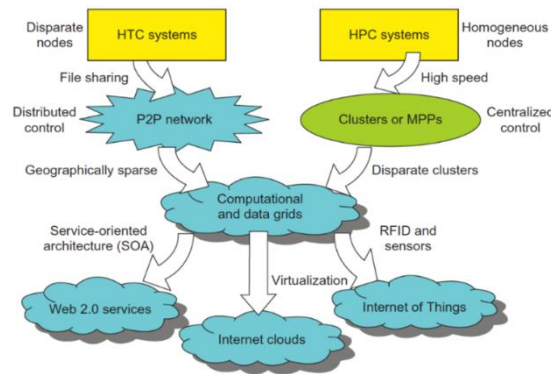 Disparate
nodes
HTC systems
HPC systems
Homogeneous
nodes
File sharing
High speed
Distributed
control
P2P network
Clusters or MPPs
Centralized
control
Geographically sparse
Disparate clusters
Computational
and data grids
Service-oriented
architecture (SOA)
RFID and
sensors
Virtualization
Web 2.0 services
Internet clouds
Internet of Things